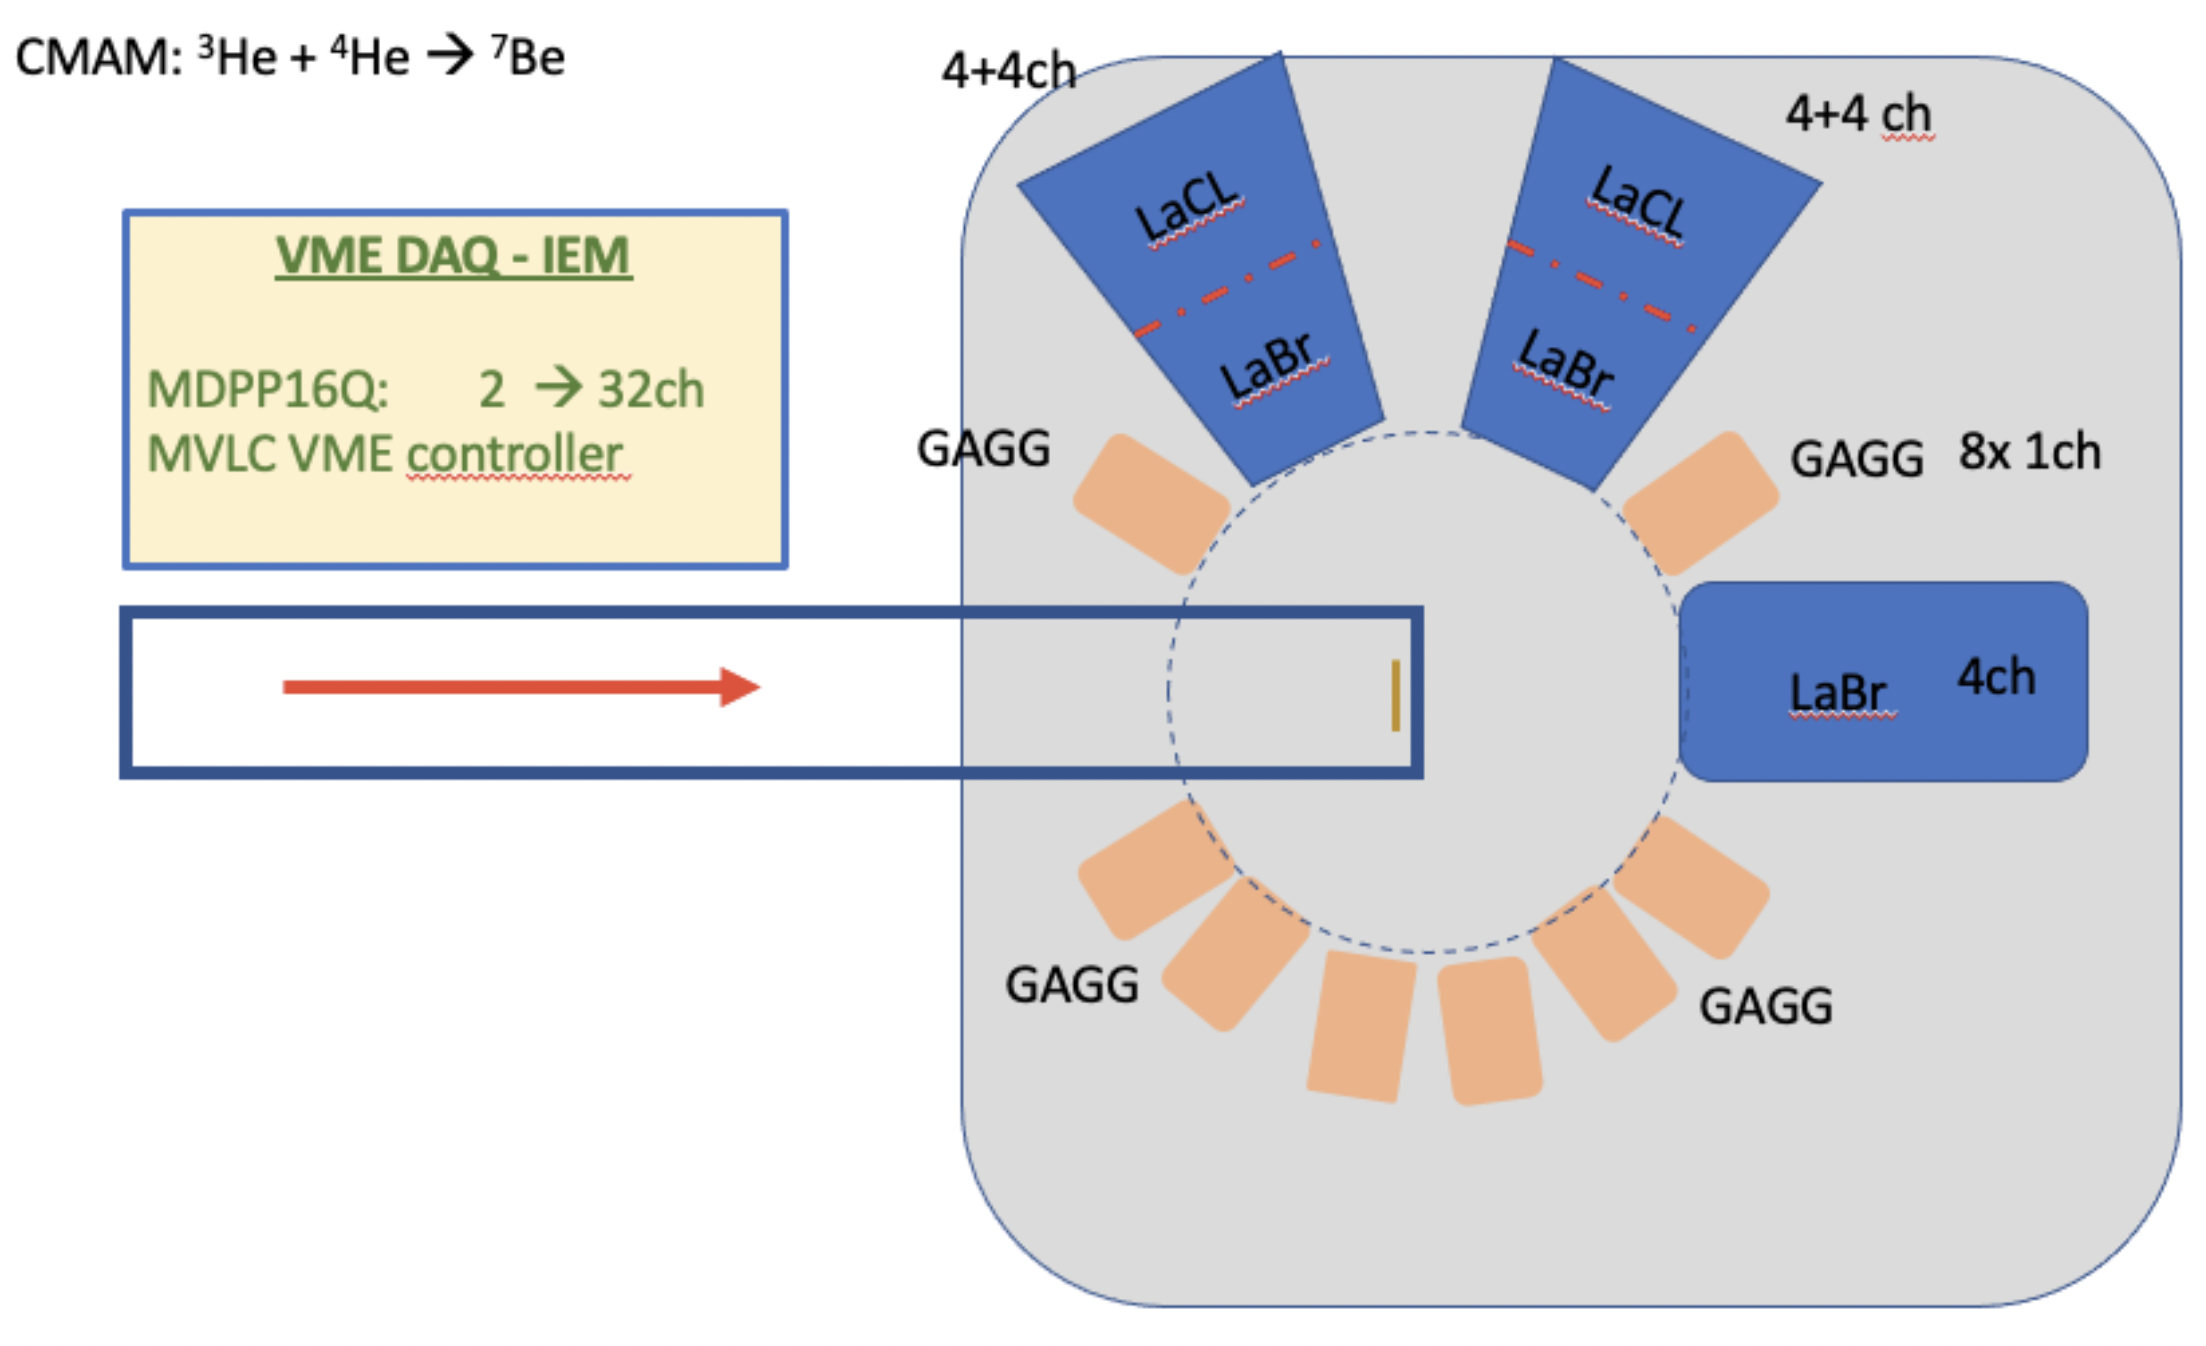 CMAM: ³He + ⁴He → ⁷Be
4+4ch
4+4 ch
LaCL
LaCL
VME DAQ - IEM
LaBr
LaBr
MDPP16Q: 2 → 32ch
MVLC VME controller
GAGG
GAGG 8x 1ch
LaBr 4ch
GAGG
GAGG